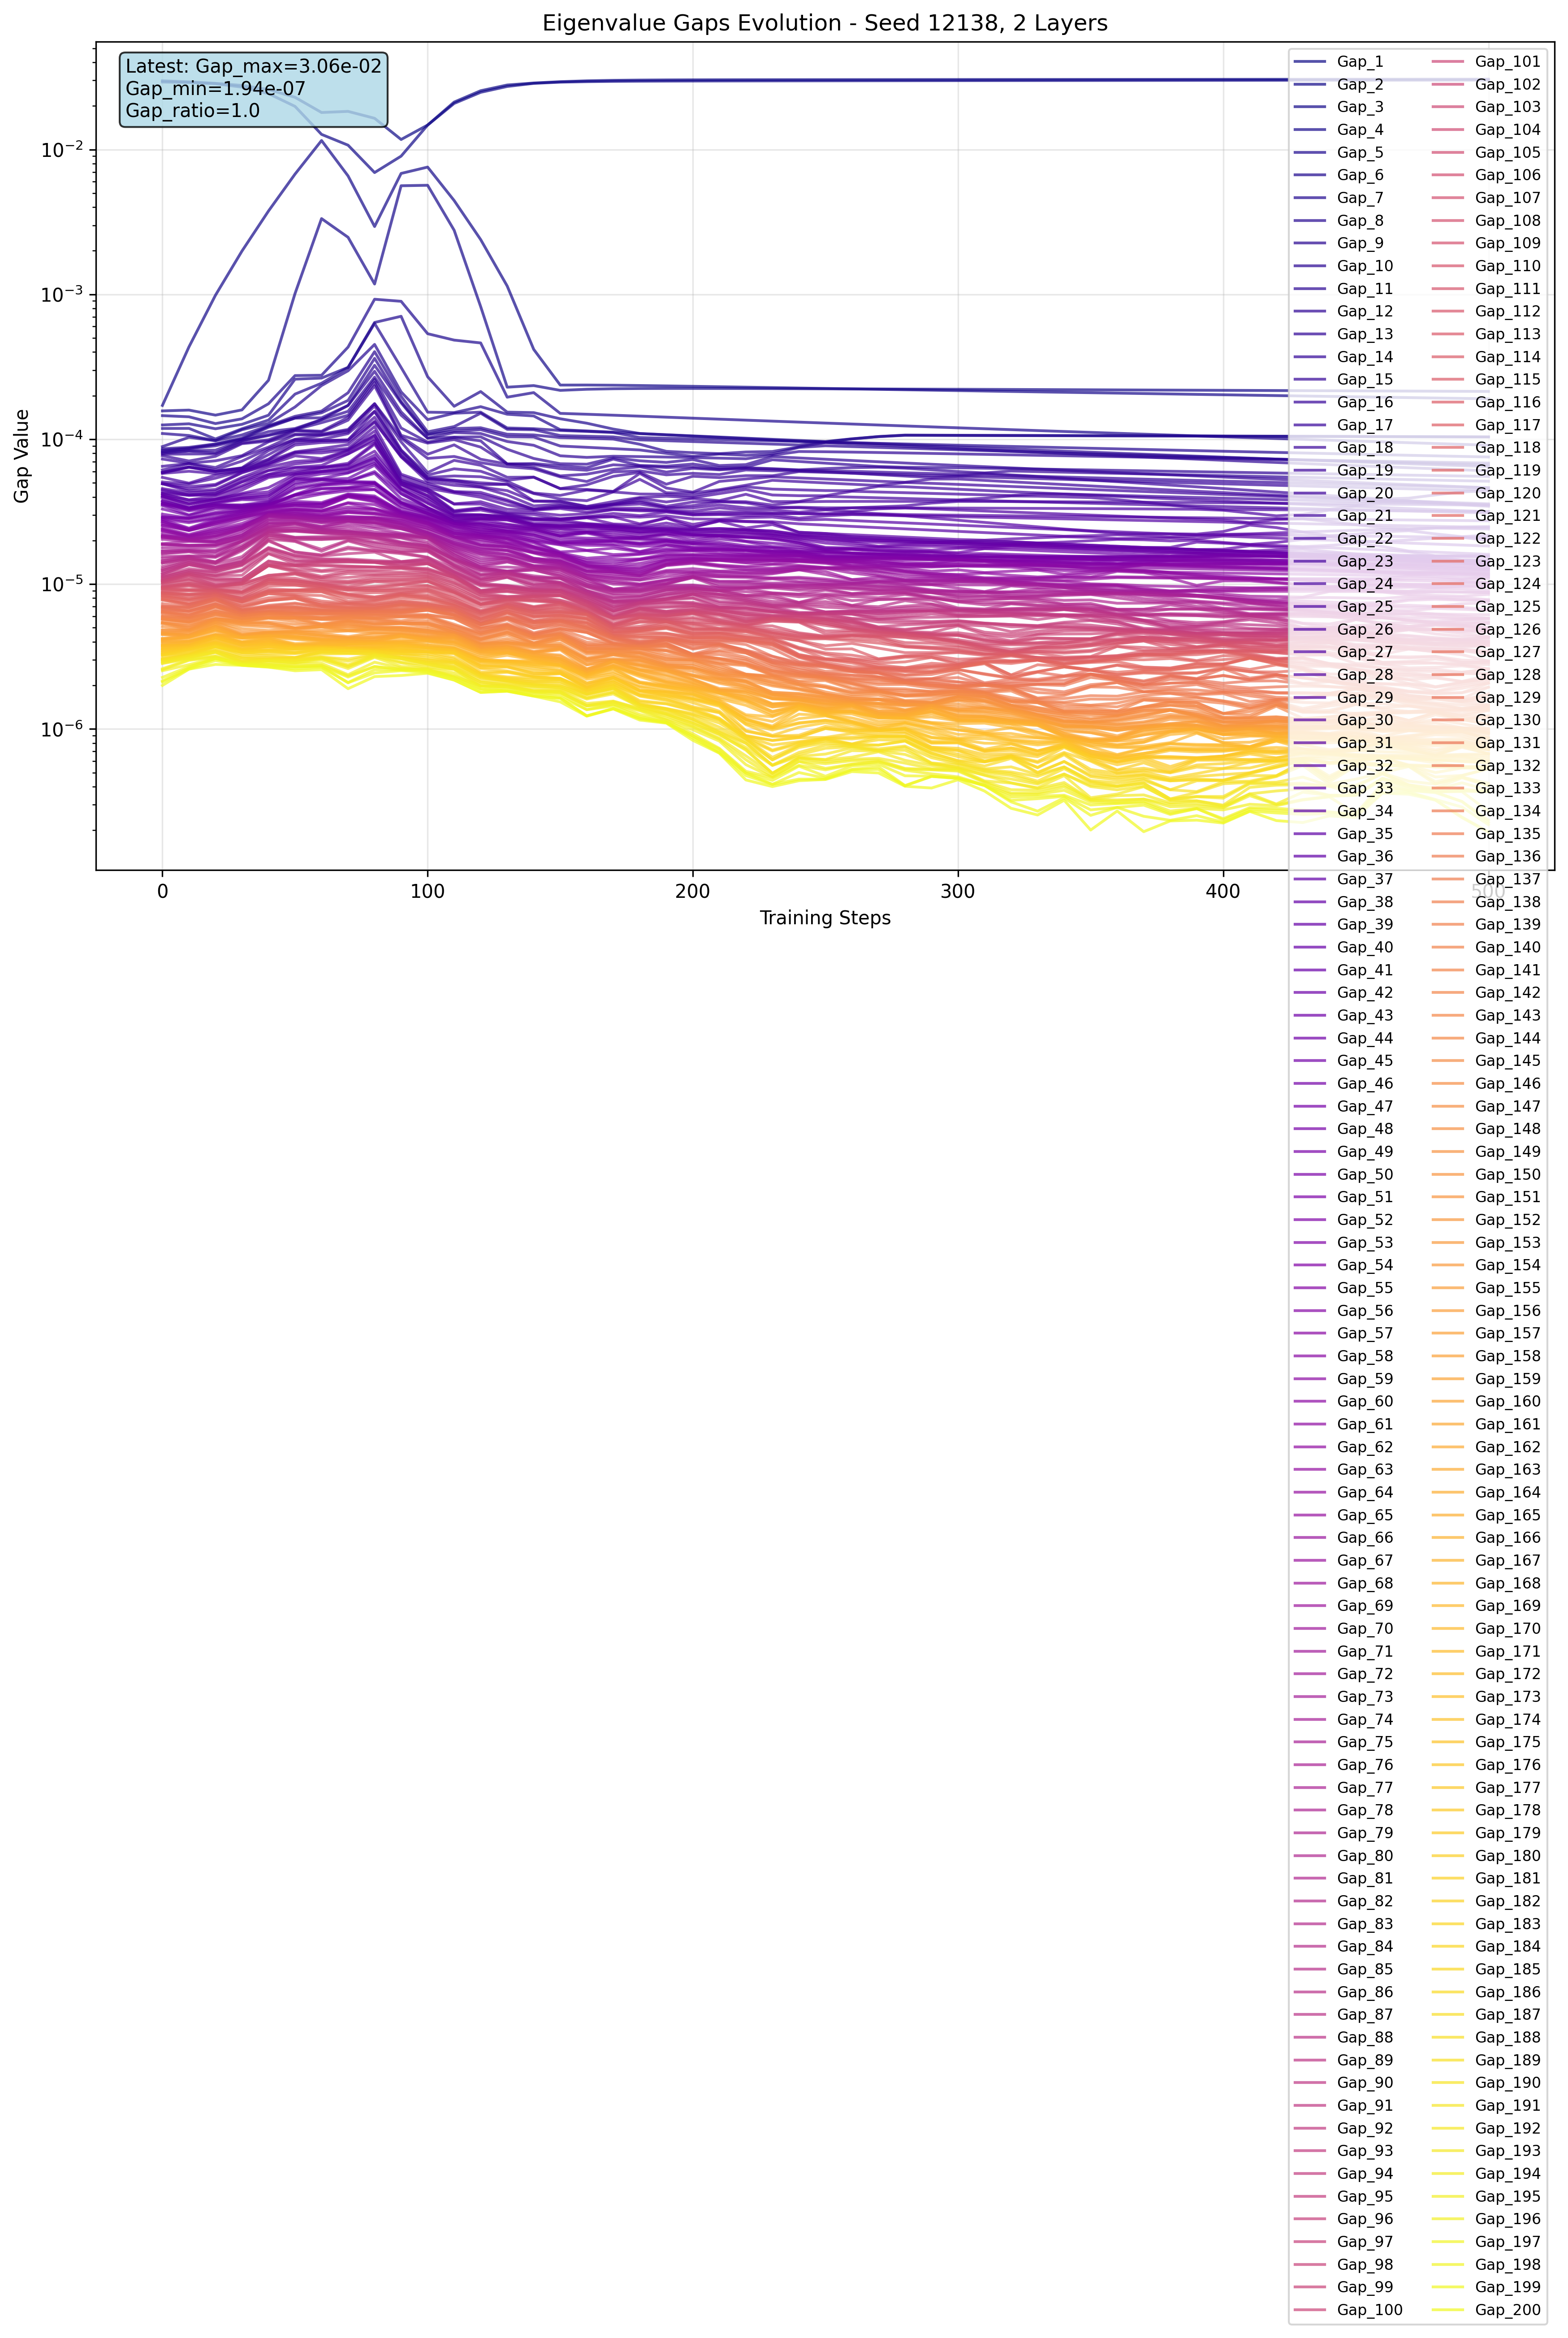 Eigenvalue Gaps Evolution - Seed 12138, 2 Layers
Latest: Gap_max=3.06e-02
Gap_min=1.94e-07
Gap_ratio=1.0
Gap Value
10⁻²
10⁻³
10⁻⁴
10⁻⁵
10⁻⁶
0
100
200
300
400
500
Training Steps
Gap_1
Gap_2
Gap_3
Gap_4
Gap_5
Gap_6
Gap_7
Gap_8
Gap_9
Gap_10
Gap_11
Gap_12
Gap_13
Gap_14
Gap_15
Gap_16
Gap_17
Gap_18
Gap_19
Gap_20
Gap_21
Gap_22
Gap_23
Gap_24
Gap_25
Gap_26
Gap_27
Gap_28
Gap_29
Gap_30
Gap_31
Gap_32
Gap_33
Gap_34
Gap_35
Gap_36
Gap_37
Gap_38
Gap_39
Gap_40
Gap_41
Gap_42
Gap_43
Gap_44
Gap_45
Gap_46
Gap_47
Gap_48
Gap_49
Gap_50
Gap_51
Gap_52
Gap_53
Gap_54
Gap_55
Gap_56
Gap_57
Gap_58
Gap_59
Gap_60
Gap_61
Gap_62
Gap_63
Gap_64
Gap_65
Gap_66
Gap_67
Gap_68
Gap_69
Gap_70
Gap_71
Gap_72
Gap_73
Gap_74
Gap_75
Gap_76
Gap_77
Gap_78
Gap_79
Gap_80
Gap_81
Gap_82
Gap_83
Gap_84
Gap_85
Gap_86
Gap_87
Gap_88
Gap_89
Gap_90
Gap_91
Gap_92
Gap_93
Gap_94
Gap_95
Gap_96
Gap_97
Gap_98
Gap_99
Gap_100
Gap_101
Gap_102
Gap_103
Gap_104
Gap_105
Gap_106
Gap_107
Gap_108
Gap_109
Gap_110
Gap_111
Gap_112
Gap_113
Gap_114
Gap_115
Gap_116
Gap_117
Gap_118
Gap_119
Gap_120
Gap_121
Gap_122
Gap_123
Gap_124
Gap_125
Gap_126
Gap_127
Gap_128
Gap_129
Gap_130
Gap_131
Gap_132
Gap_133
Gap_134
Gap_135
Gap_136
Gap_137
Gap_138
Gap_139
Gap_140
Gap_141
Gap_142
Gap_143
Gap_144
Gap_145
Gap_146
Gap_147
Gap_148
Gap_149
Gap_150
Gap_151
Gap_152
Gap_153
Gap_154
Gap_155
Gap_156
Gap_157
Gap_158
Gap_159
Gap_160
Gap_161
Gap_162
Gap_163
Gap_164
Gap_165
Gap_166
Gap_167
Gap_168
Gap_169
Gap_170
Gap_171
Gap_172
Gap_173
Gap_174
Gap_175
Gap_176
Gap_177
Gap_178
Gap_179
Gap_180
Gap_181
Gap_182
Gap_183
Gap_184
Gap_185
Gap_186
Gap_187
Gap_188
Gap_189
Gap_190
Gap_191
Gap_192
Gap_193
Gap_194
Gap_195
Gap_196
Gap_197
Gap_198
Gap_199
Gap_200